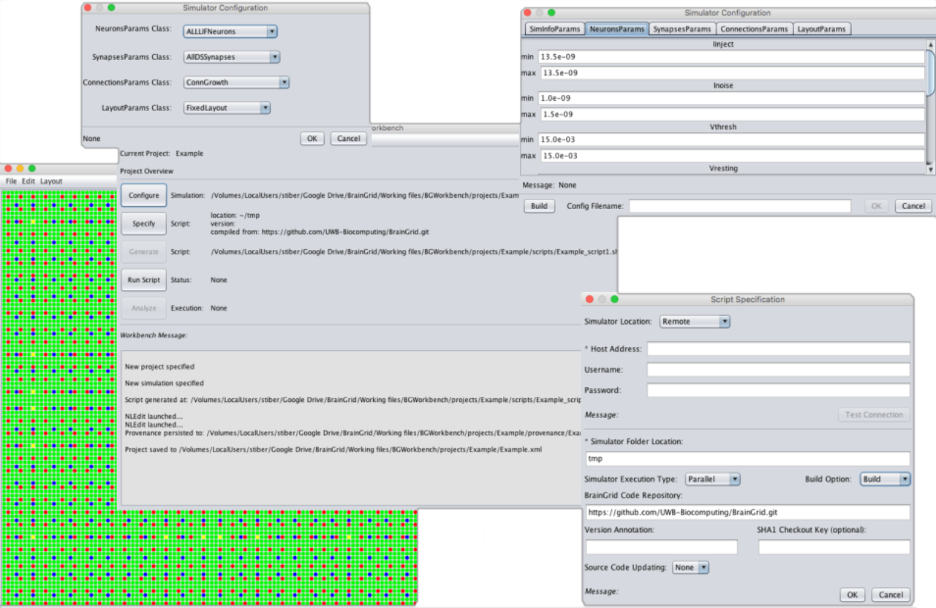 Simulator Configuration
NeuronsParams Class: ALLLIFNeurons
SynapsesParams Class: AllDSSynapses
ConnectionsParams Class: ConnGrowth
LayoutParams Class: FixedLayout
None OK Cancel
Simulator Configuration
SimInfoParams NeuronsParams SynapsesParams ConnectionsParams LayoutParams
Iinject
min 13.5e-09
max 13.5e-09
Inoise
min 1.0e-09
max 1.5e-09
Vthresh
min 15.0e-03
max 15.0e-03
Vresting
Message: None
Build Config Filename: OK Cancel
File Edit Layout
orkbench
Current Project: Example
Project Overview
Configure Simulation: /Volumes/LocalUsers/stiber/Google Drive/BrainGrid/Working files/BGWorkbench/projects/Exam
Specify Script: location: ~/tmp
version:
compiled from: https://github.com/UWB-Biocomputing/BrainGrid.git
Generate Script: /Volumes/LocalUsers/stiber/Google Drive/BrainGrid/Working files/BGWorkbench/projects/Example/scripts/Example_script1.sh
Run Script Status: None
Analyze Execution: None
Workbench Message:
New project specified
New simulation specified
Script generated at: /Volumes/LocalUsers/stiber/Google Drive/BrainGrid/Working files/BGWorkbench/projects/Example/scripts/Example_scrip
NLEdit launched...
NLEdit launched...
Provenance persisted to: /Volumes/LocalUsers/stiber/Google Drive/BrainGrid/Working files/BGWorkbench/projects/Example/provenance/Exa
Project saved to /Volumes/LocalUsers/stiber/Google Drive/BrainGrid/Working files/BGWorkbench/projects/Example/Example.xml
Script Specification
Simulator Location: Remote
* Host Address:
Username:
Password:
Message: Test Connection
* Simulator Folder Location:
tmp
Simulator Execution Type: Parallel Build Option: Build
BrainGrid Code Repository:
https://github.com/UWB-Biocomputing/BrainGrid.git
Version Annotation: SHA1 Checkout Key (optional):
Source Code Updating: None
Message:
OK Cancel